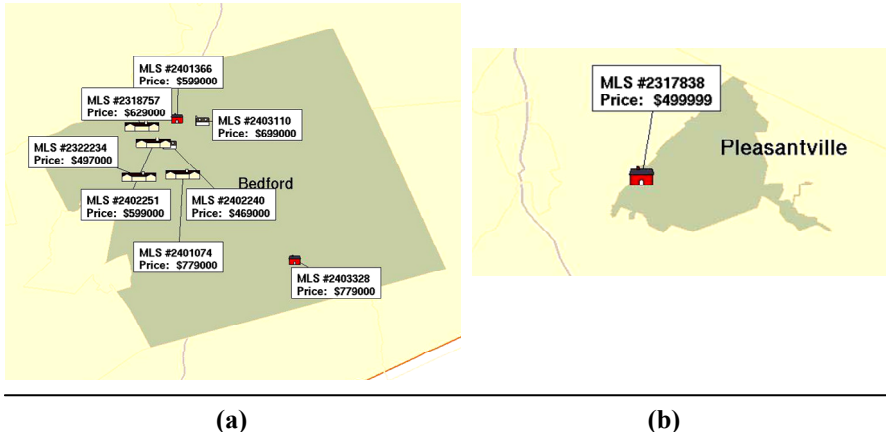 MLS #2401366
Price: $599000
MLS #2318757
Price: $629000
MLS #2403110
Price: $699000
MLS #2322234
Price: $497000
Bedford
MLS #2402251
Price: $599000
MLS #2402240
Price: $469000
MLS #2401074
Price: $779000
MLS #2403328
Price: $779000
MLS #2317838
Price: $499999
Pleasantville
(a)
(b)